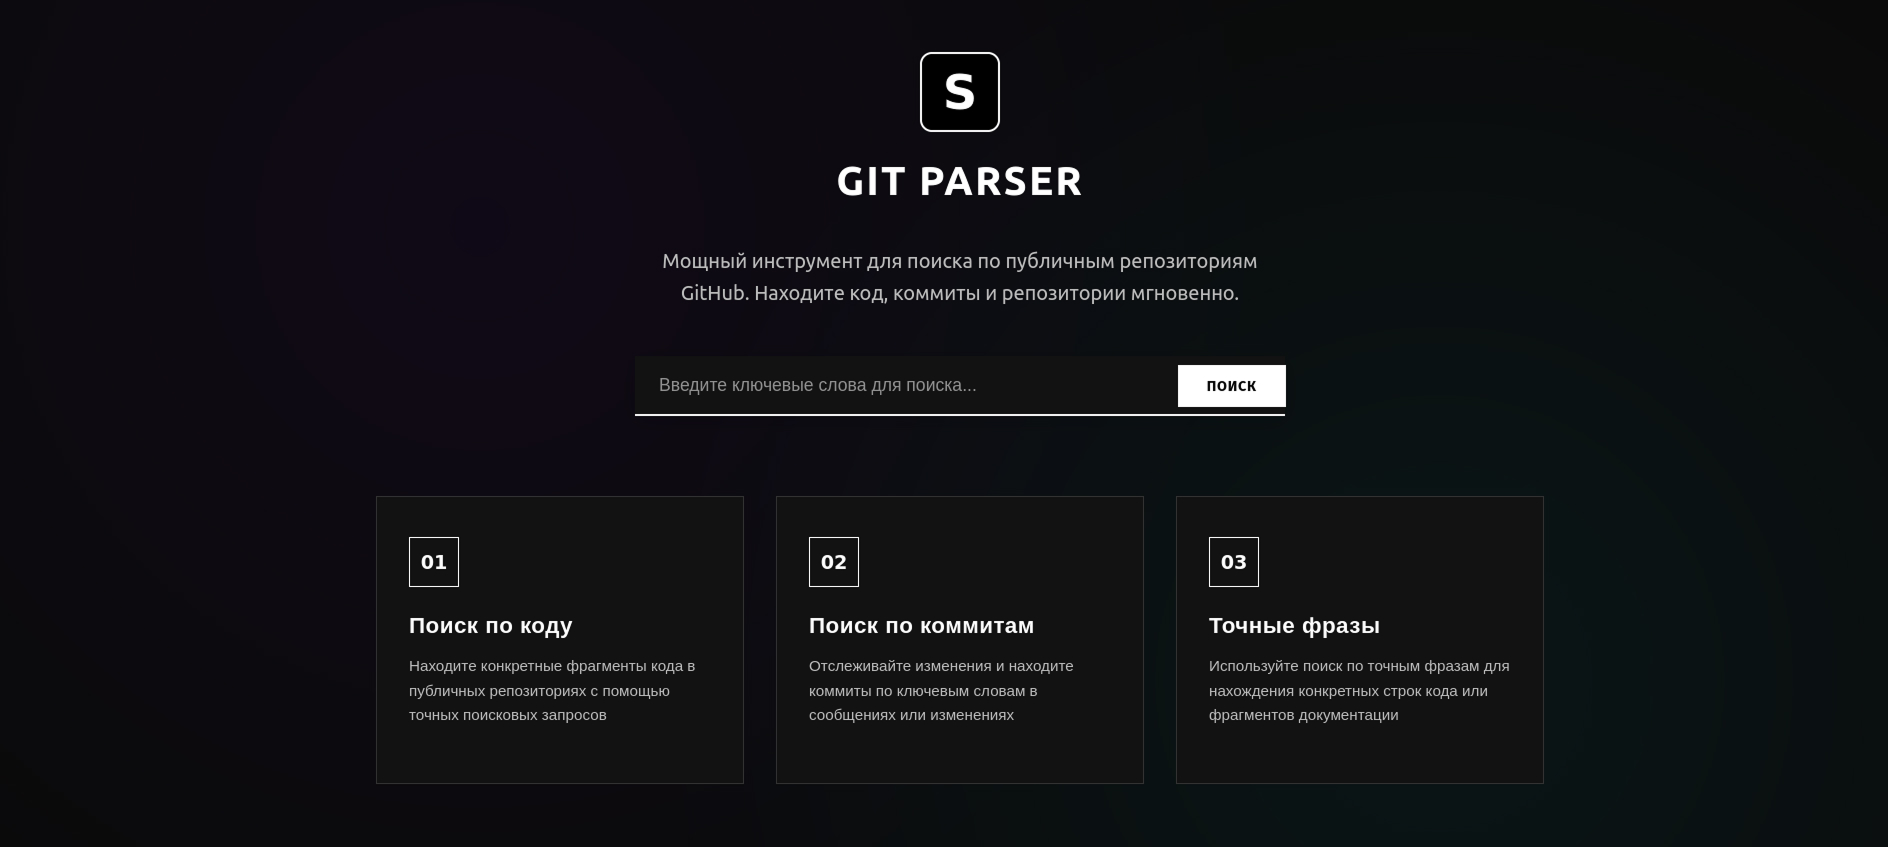 S
GIT PARSER
Мощный инструмент для поиска по публичным репозиториям
GitHub. Находите код, коммиты и репозитории мгновенно.
Введите ключевые слова для поиска...
ПОИСК
01
02
03
Поиск по коду
Поиск по коммитам
Точные фразы
Находите конкретные фрагменты кода в
публичных репозиториях с помощью
точных поисковых запросов
Отслеживайте изменения и находите
коммиты по ключевым словам в
сообщениях или изменениях
Используйте поиск по точным фразам для
нахождения конкретных строк кода или
фрагментов документации